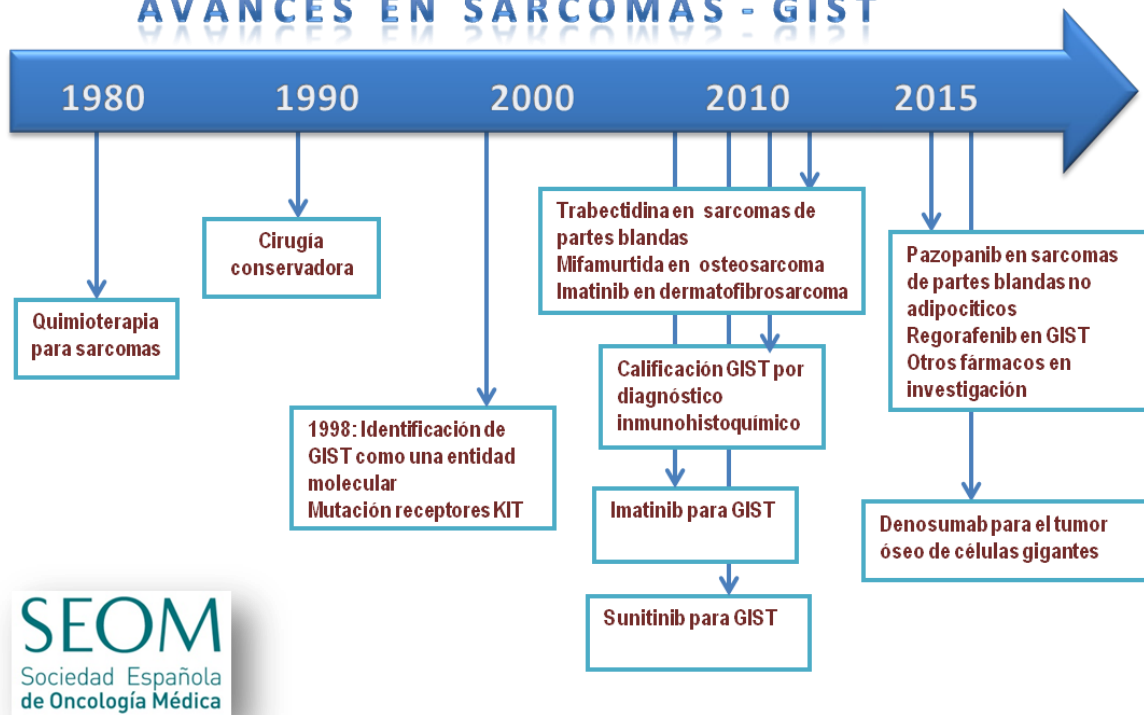 AVANCES EN SARCOMAS - GIST
1980 1990 2000 2010 2015
Quimioterapia
para sarcomas
Cirugía
conservadora
1998: Identificación de
GIST como una entidad
molecular
Mutación receptores KIT
Trabectidina en sarcomas de
partes blandas
Mifamurtida en osteosarcoma
Imatinib en dermatofibrosarcoma
Calificación GIST por
diagnóstico
inmunohistoquímico
Imatinib para GIST
Sunitinib para GIST
Pazopanib en sarcomas
de partes blandas no
adipocíticos
Regorafenib en GIST
Otros fármacos en
investigación
Denosumab para el tumor
óseo de células gigantes
SEOM
Sociedad Española
de Oncología Médica